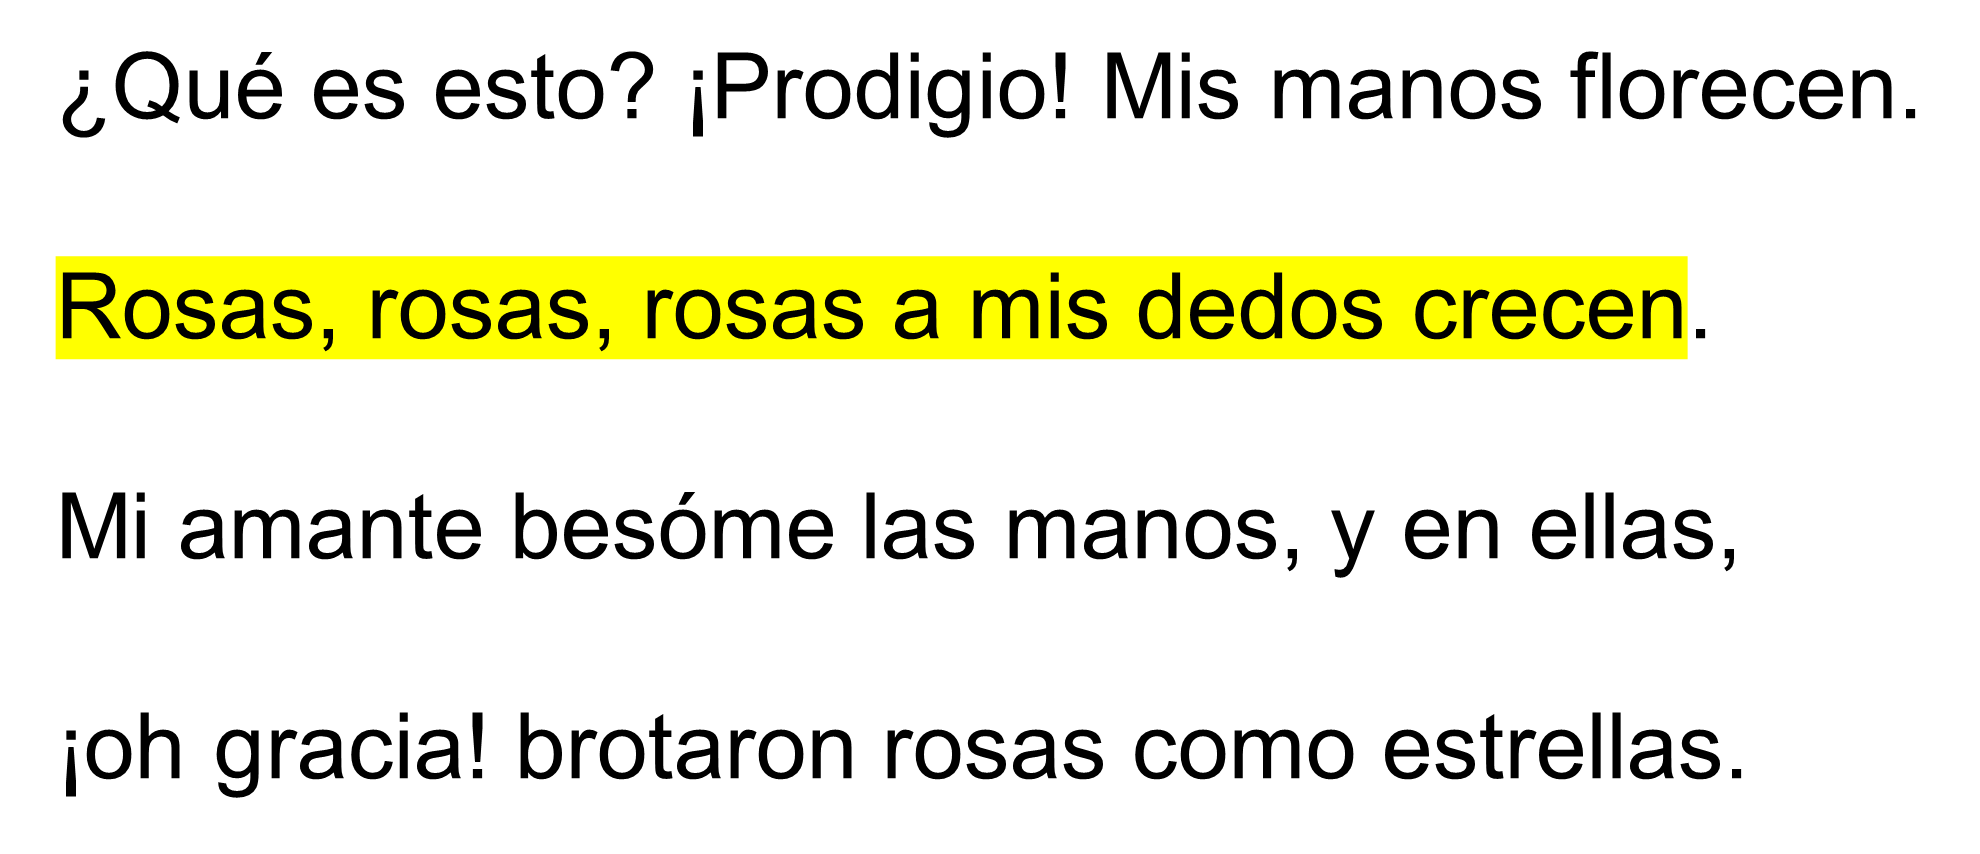 ¿Qué es esto? ¡Prodigio! Mis manos florecen.
Rosas, rosas, rosas a mis dedos crecen.
Mi amante besóme las manos, y en ellas,
¡oh gracia! brotaron rosas como estrellas.